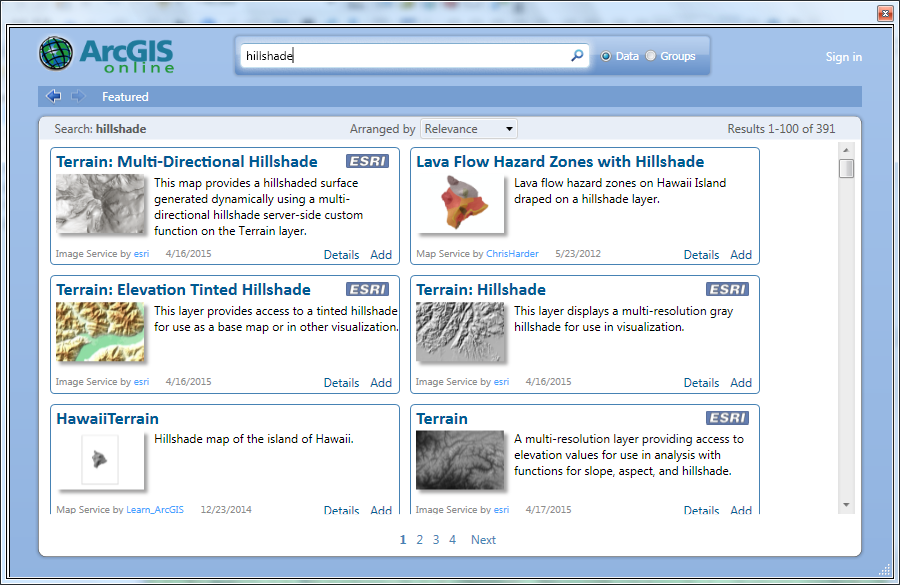 ArcGIS
online
hillshade
Data
Groups
Sign in
Featured
Search: hillshade
Arranged by
Relevance
Results 1-100 of 391
Terrain: Multi-Directional Hillshade
ESRI
This map provides a hillshaded surface
generated dynamically using a multi-
directional hillshade server-side custom
function on the Terrain layer.
Image Service by esri 4/16/2015
Details Add
Lava Flow Hazard Zones with Hillshade
Lava flow hazard zones on Hawaii Island
draped on a hillshade layer.
Map Service by ChrisHarder 5/23/2012
Details Add
Terrain: Elevation Tinted Hillshade
ESRI
This layer provides access to a tinted hillshade
for use as a base map or in other visualization.
Image Service by esri 4/16/2015
Details Add
Terrain: Hillshade
ESRI
This layer displays a multi-resolution gray
hillshade for use in visualization.
Image Service by esri 4/16/2015
Details Add
HawaiiTerrain
Hillshade map of the island of Hawaii.
Map Service by Learn_ArcGIS 12/23/2014
Details Add
Terrain
ESRI
A multi-resolution layer providing access to
elevation values for use in analysis with
functions for slope, aspect, and hillshade.
Image Service by esri 4/17/2015
Details Add
1 2 3 4 Next